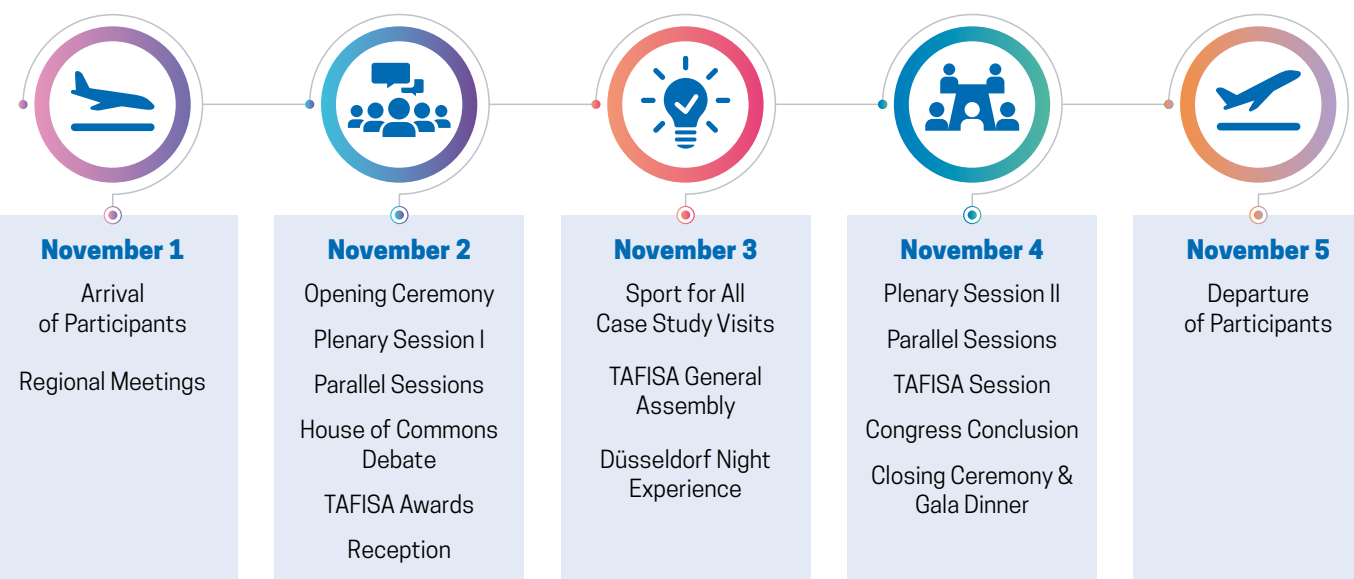 November 1
Arrival
of Participants
Regional Meetings
November 2
Opening Ceremony
Plenary Session I
Parallel Sessions
House of Commons
Debate
TAFISA Awards
Reception
November 3
Sport for All
Case Study Visits
TAFISA General
Assembly
Düsseldorf Night
Experience
November 4
Plenary Session II
Parallel Sessions
TAFISA Session
Congress Conclusion
Closing Ceremony &
Gala Dinner
November 5
Departure
of Participants